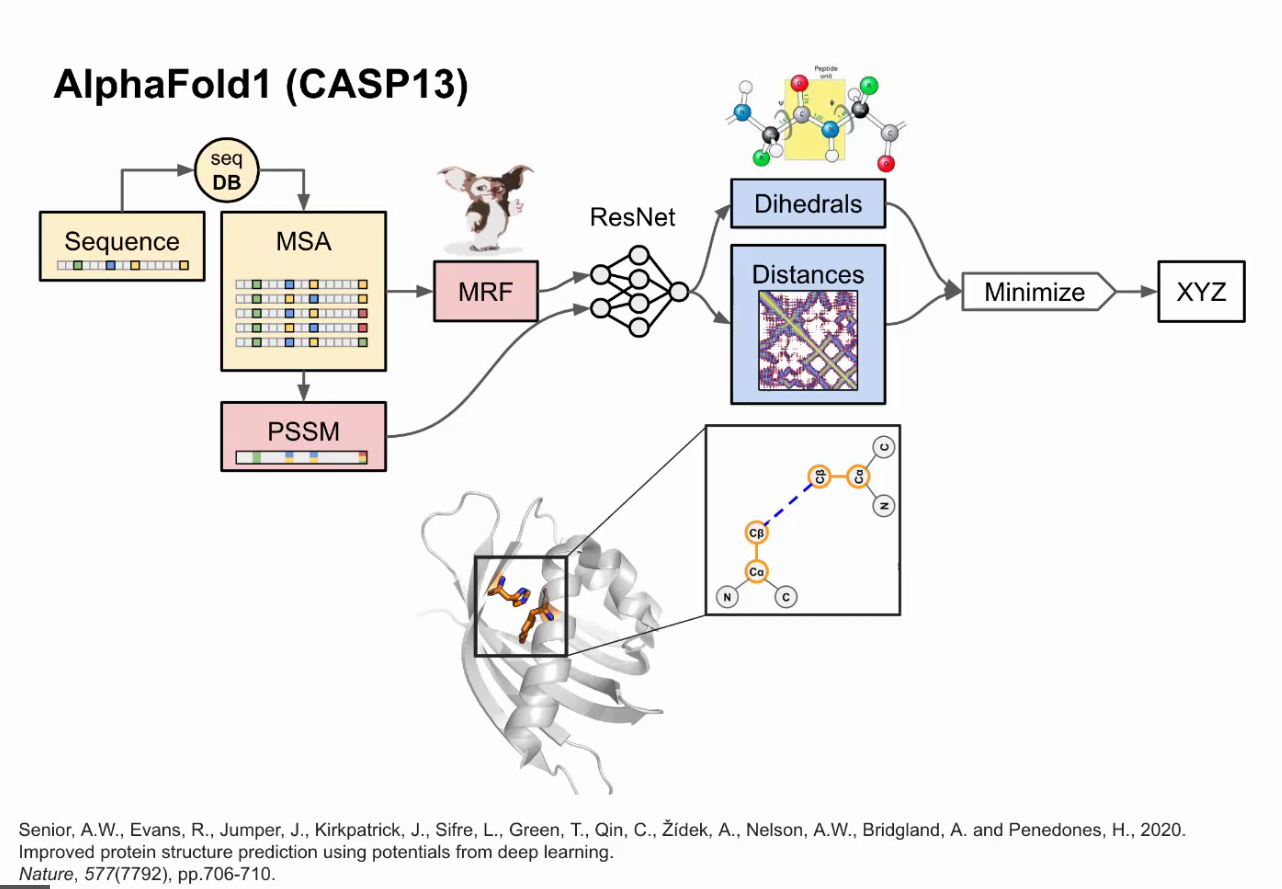 AlphaFold1 (CASP13)
Peptide
unit
seq
DB
Sequence
MSA
MRF
PSSM
ResNet
Dihedrals
Distances
Minimize
XYZ
Cβ
Cα
C
N
Cβ
Cα
N
C
Senior, A.W., Evans, R., Jumper, J., Kirkpatrick, J., Sifre, L., Green, T., Qin, C., Žídek, A., Nelson, A.W., Bridgland, A. and Penedones, H., 2020.
Improved protein structure prediction using potentials from deep learning.
Nature, 577(7792), pp.706-710.